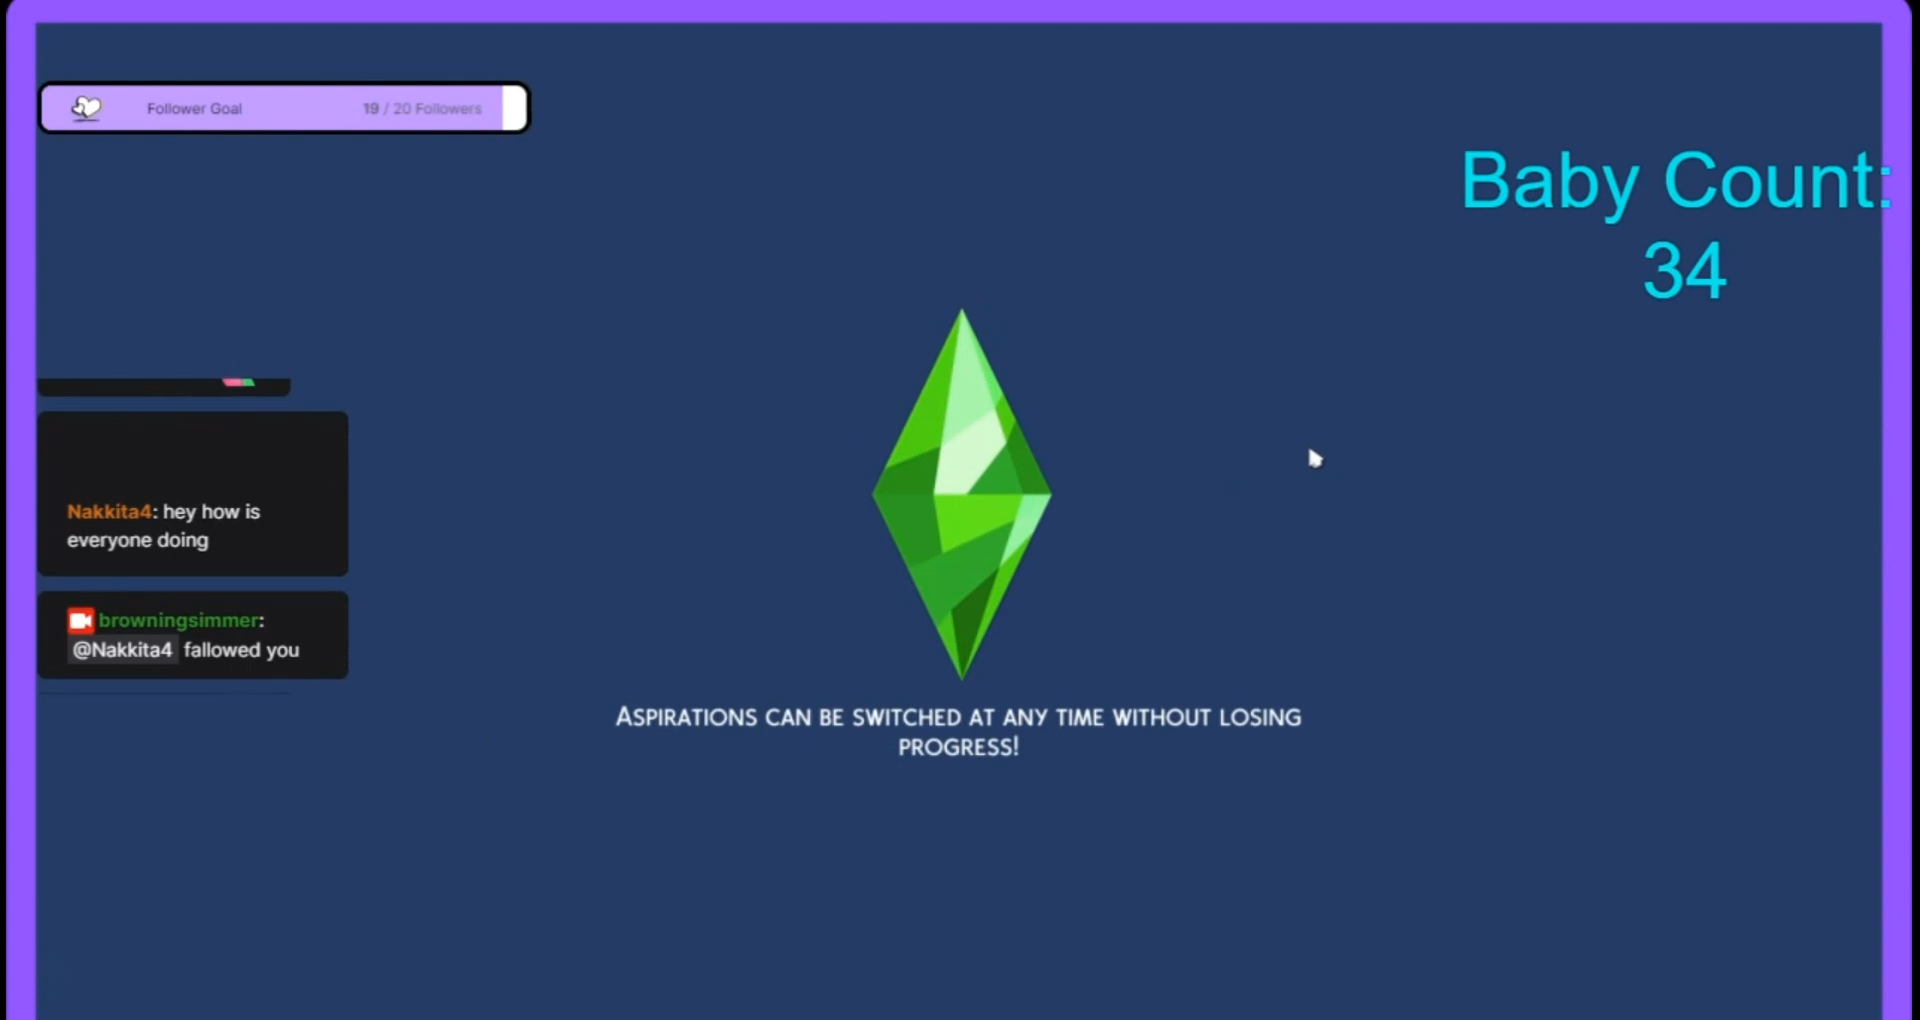 Follower Goal 19 / 20 Followers
Baby Count:
34
Nakkita4: hey how is
everyone doing
browningsimmer:
@Nakkita4 fallowed you
Aspirations can be switched at any time without losing
progress!